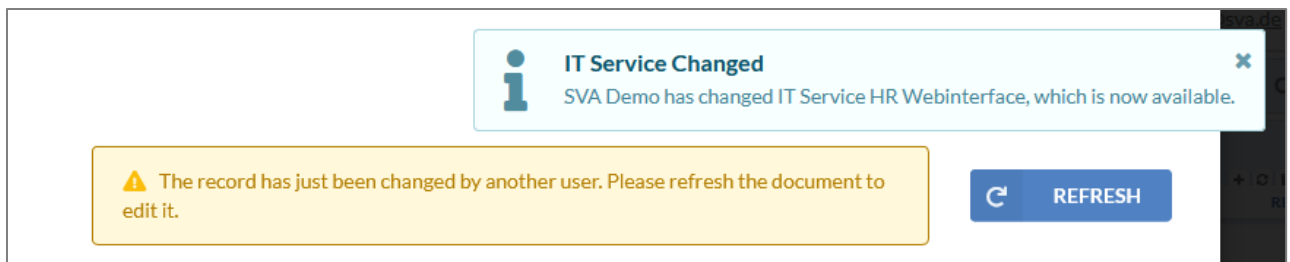 sva.de
IT Service Changed
SVA Demo has changed IT Service HR Webinterface, which is now available.
The record has just been changed by another user. Please refresh the document to
edit it.
REFRESH